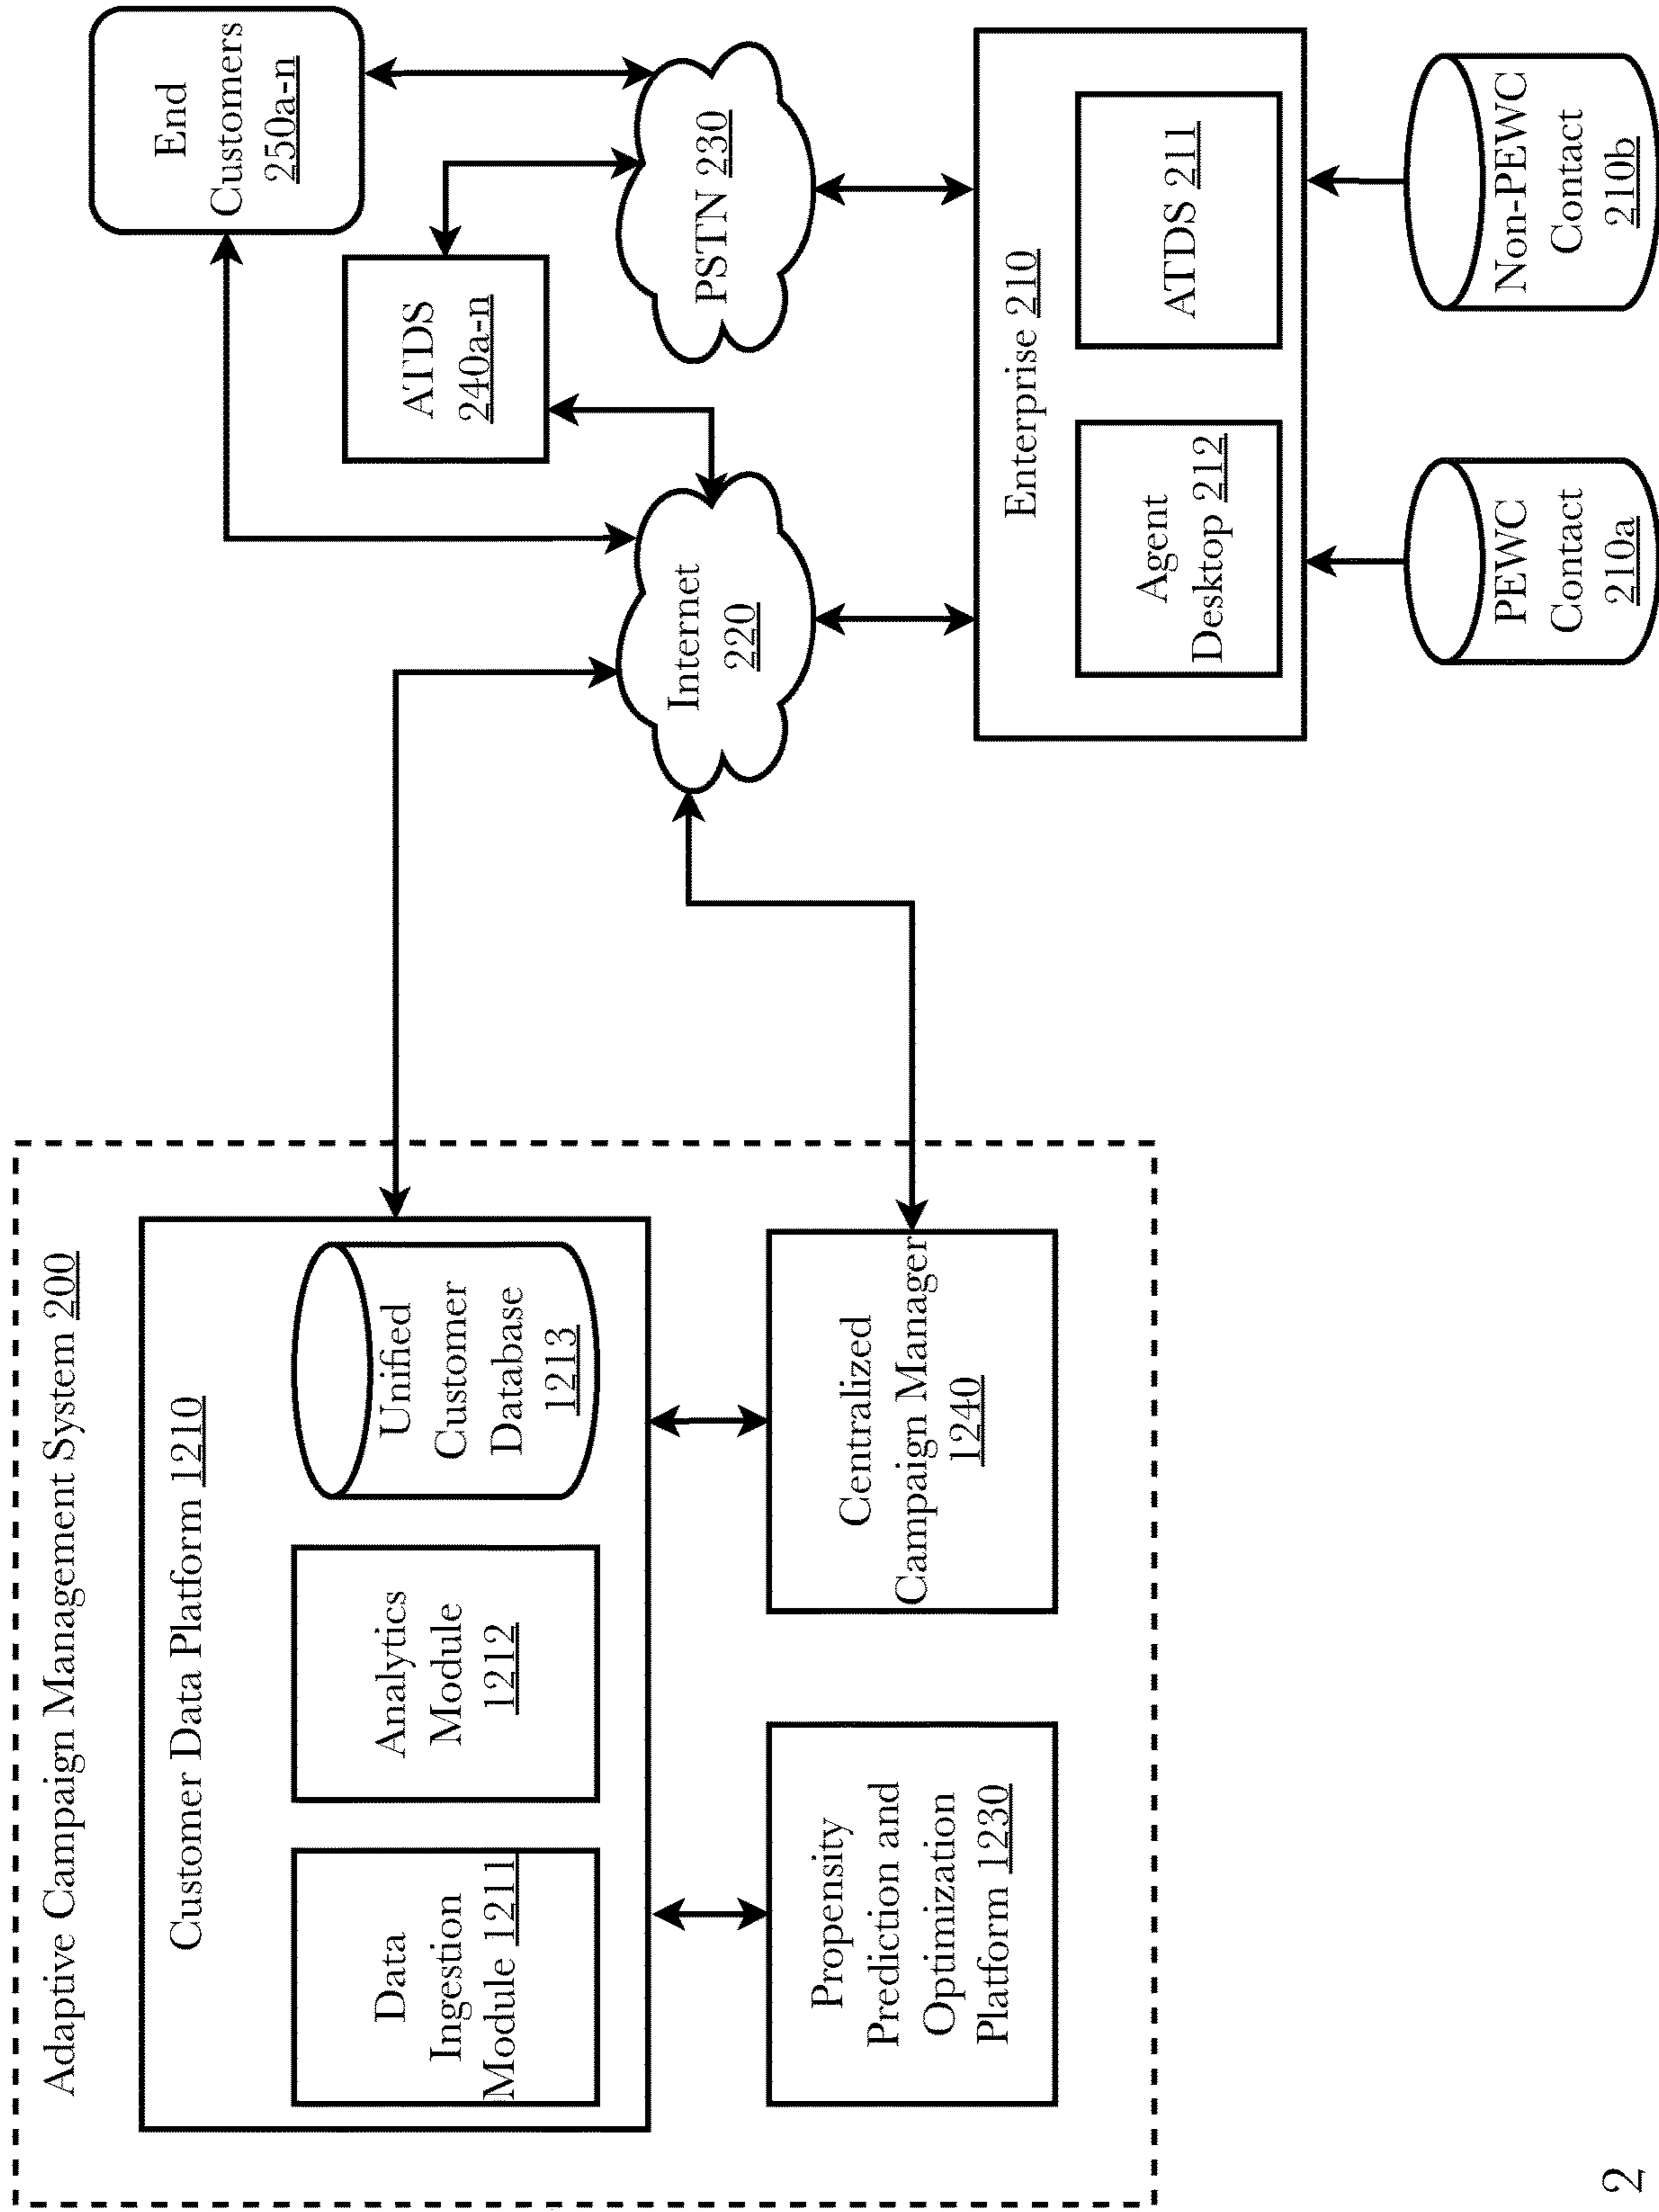 Adaptive Campaign Management System 200
Customer Data Platform 1210
Data
Ingestion
Module 1211
Analytics
Module
1212
Unified
Customer
Database
1213
Propensity
Prediction and
Optimization
Platform 1230
Centralized
Campaign Manager
1240
Internet
220
End
Customers
250a-n
ATDS
240a-n
PSTN 230
Enterprise 210
Agent
Desktop 212
ATDS 211
PEWC
Contact
210a
Non-PEWC
Contact
210b
2